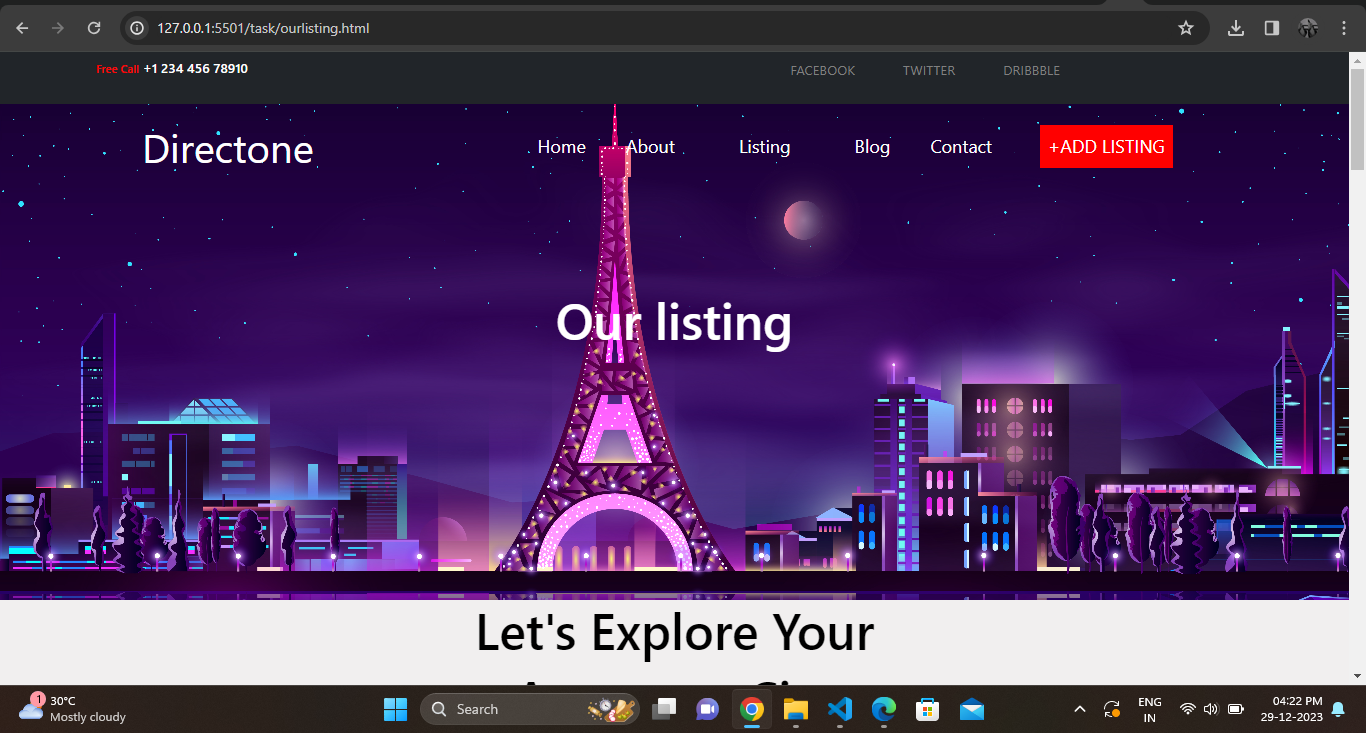 127.0.0.1:5501/task/ourlisting.html
Free Call +1 234 456 78910
FACEBOOK TWITTER DRIBBBLE
Directone
Home About Listing Blog Contact +ADD LISTING
Our listing
Let's Explore Your
1
30°C
Mostly cloudy
Search
ENG
IN
04:22 PM
29-12-2023